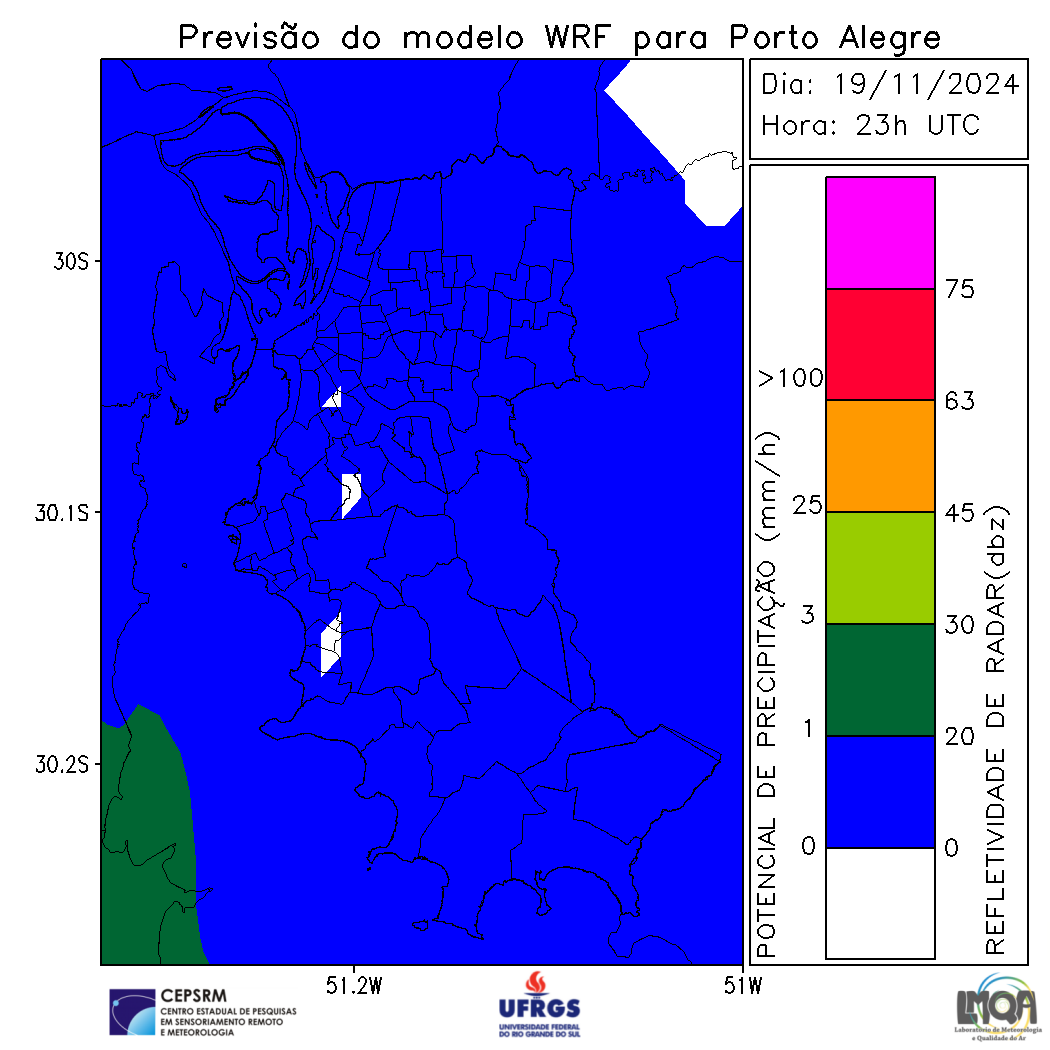 Previsão do modelo WRF para Porto Alegre
Dia: 19/11/2024
Hora: 23h UTC
30S
30.1S
30.2S
51.2W
51W
POTENCIAL DE PRECIPITAÇÃO (mm/h)
>100
25
3
1
0
75
63
45
30
20
0
REFLETIVIDADE DE RADAR(dbz)
CEPSRM
CENTRO ESTADUAL DE PESQUISAS
EM SENSORIAMENTO REMOTO
E METEOROLOGIA
UFRGS
UNIVERSIDADE FEDERAL
DO RIO GRANDE DO SUL
LMQA
Laboratório de Meteorologia
e Qualidade do Ar